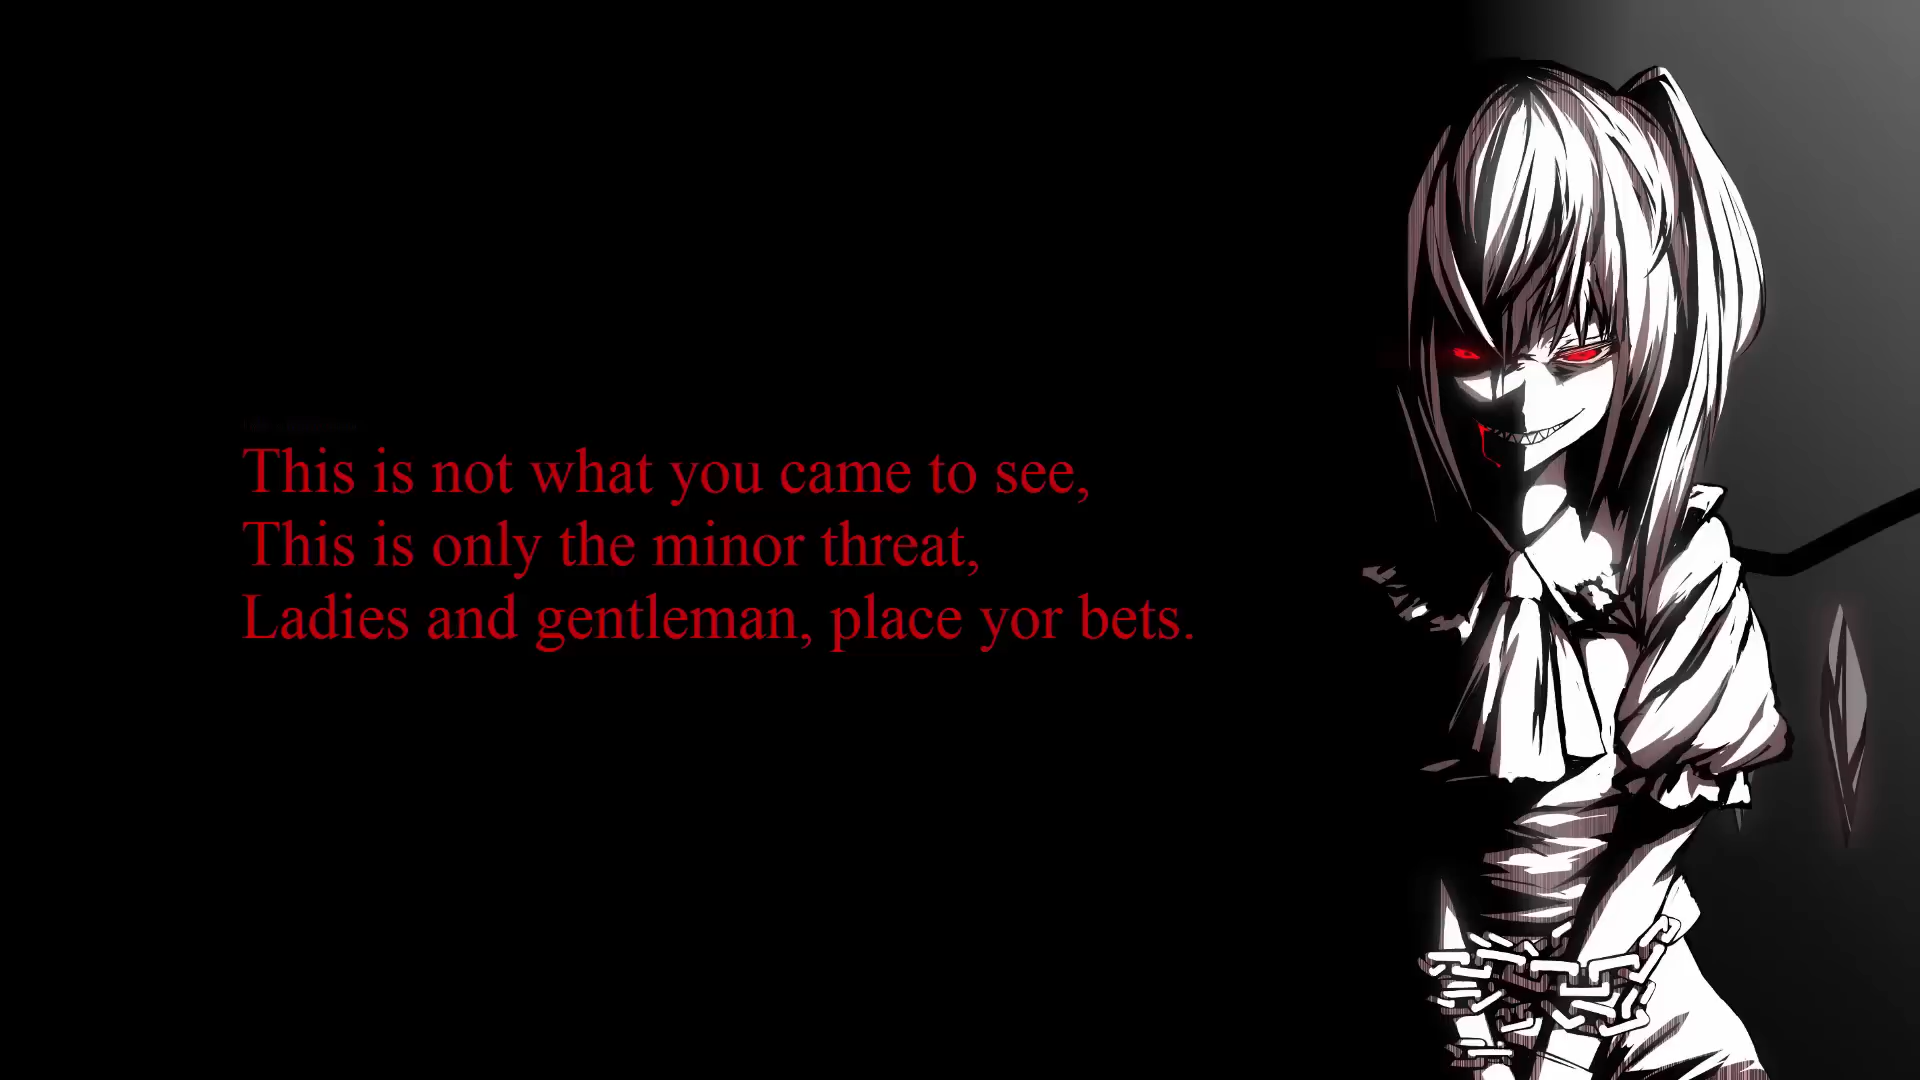 This is not what you came to see,
This is only the minor threat,
Ladies and gentleman, place yor bets.